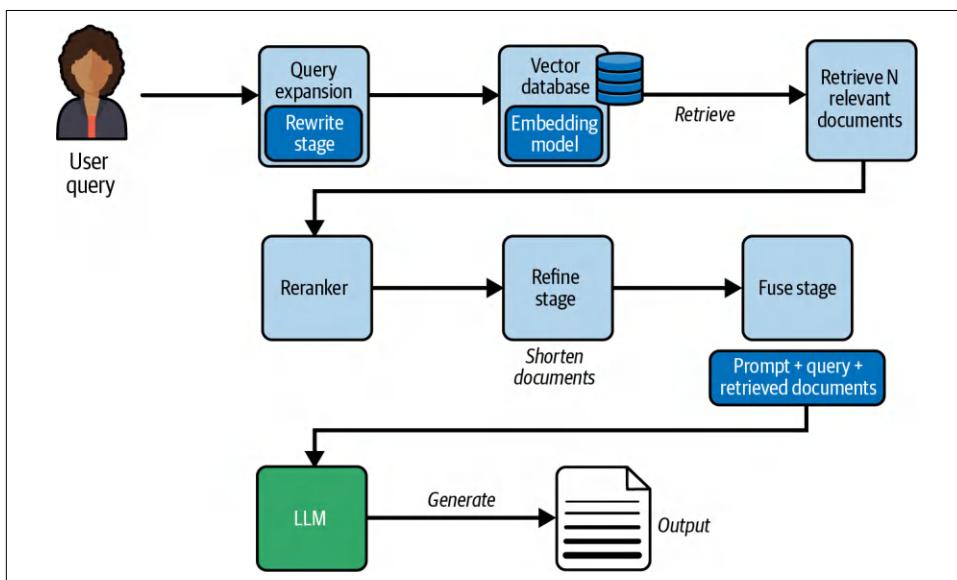 User
query
Query
expansion
Rewrite
stage
Vector
database
Embedding
model
Retrieve
Retrieve N
relevant
documents
Reranker
Refine
stage
Shorten
documents
Fuse stage
Prompt + query +
retrieved documents
LLM
Generate
Output